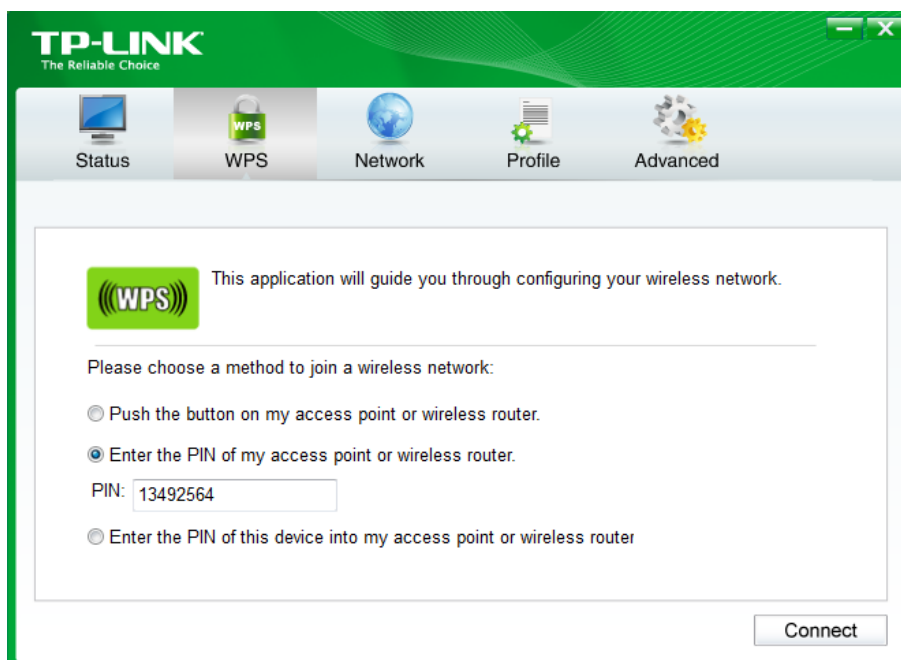 TP-LINK
The Reliable Choice
WPS
Status WPS Network Profile Advanced
WPS
This application will guide you through configuring your wireless network.
Please choose a method to join a wireless network:
Push the button on my access point or wireless router.
Enter the PIN of my access point or wireless router.
PIN: 13492564
Enter the PIN of this device into my access point or wireless router
Connect